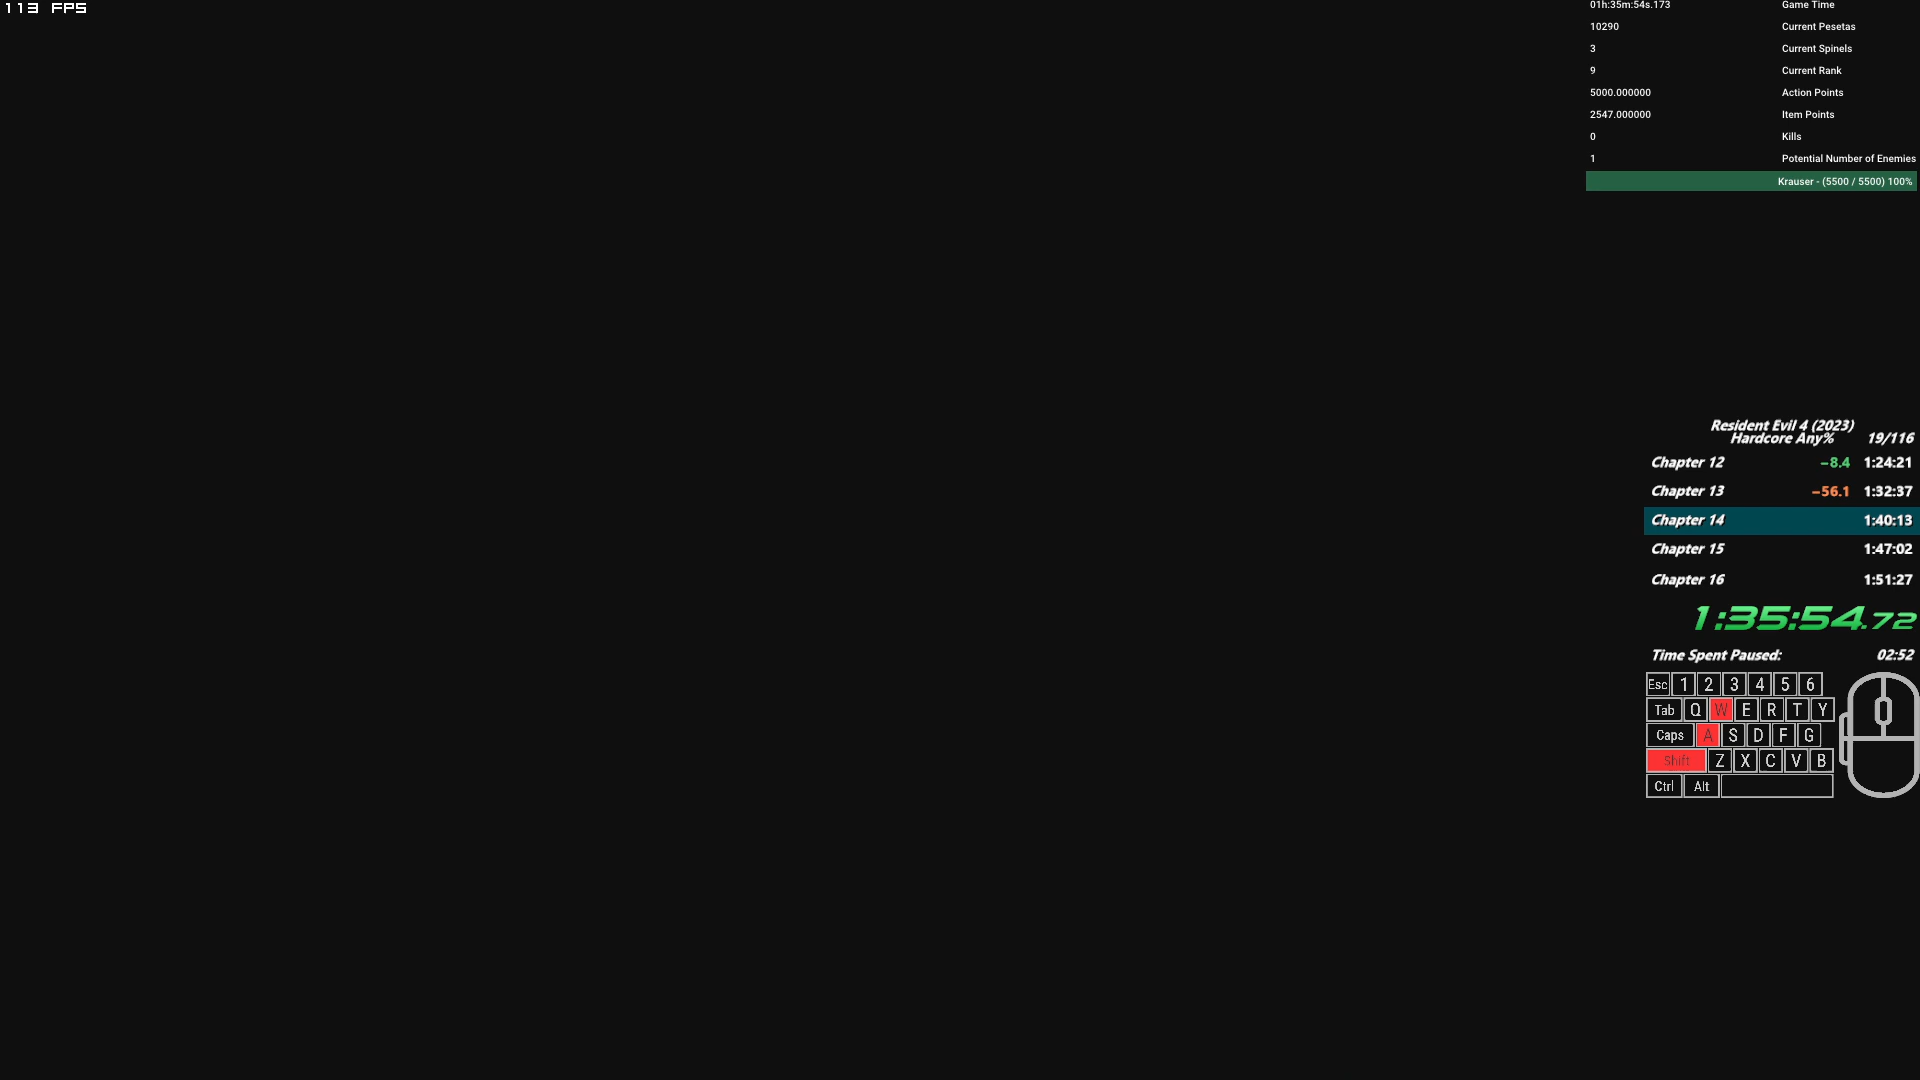 113 FPS
01h:35m:54s.173 Game Time
10290 Current Pesetas
3 Current Spinels
9 Current Rank
5000.000000 Action Points
2547.000000 Item Points
0 Kills
1 Potential Number of Enemies
Krauser - (5500 / 5500) 100%
Resident Evil 4 (2023)
Hardcore Any% 19/116
Chapter 12 −8.4 1:24:21
Chapter 13 −56.1 1:32:37
Chapter 14 1:40:13
Chapter 15 1:47:02
Chapter 16 1:51:27
1:35:54.72
Time Spent Paused: 02:52
Esc 1 2 3 4 5 6
Tab Q W E R T Y
Caps A S D F G
Shift Z X C V B
Ctrl Alt